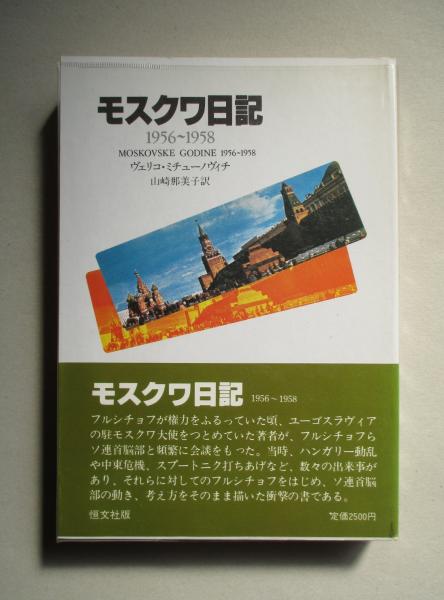 モスクワ日記
1956~1958
MOSKOVSKE GODINE 1956~1958
ヴェリコ・ミチューノヴィチ
山崎那美子訳
モスクワ日記 1956~1958
フルシチョフが権力をふるっていた頃、ユーゴスラヴィア
の駐モスクワ大使をつとめていた著者が、フルシチョフら
ソ連首脳部と頻繁に会談をもった。当時、ハンガリー動乱
や中東危機、スプートニク打ちあげなど、数々の出来事が
あり、それらに対してのフルシチョフをはじめ、ソ連首脳
部の動き、考え方をそのまま描いた衝撃の書である。
恒文社版
定価2500円